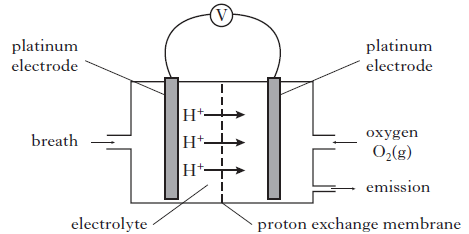 V
platinum
electrode
platinum
electrode
H⁺
H⁺
H⁺
breath
oxygen
O₂(g)
emission
electrolyte
proton exchange membrane